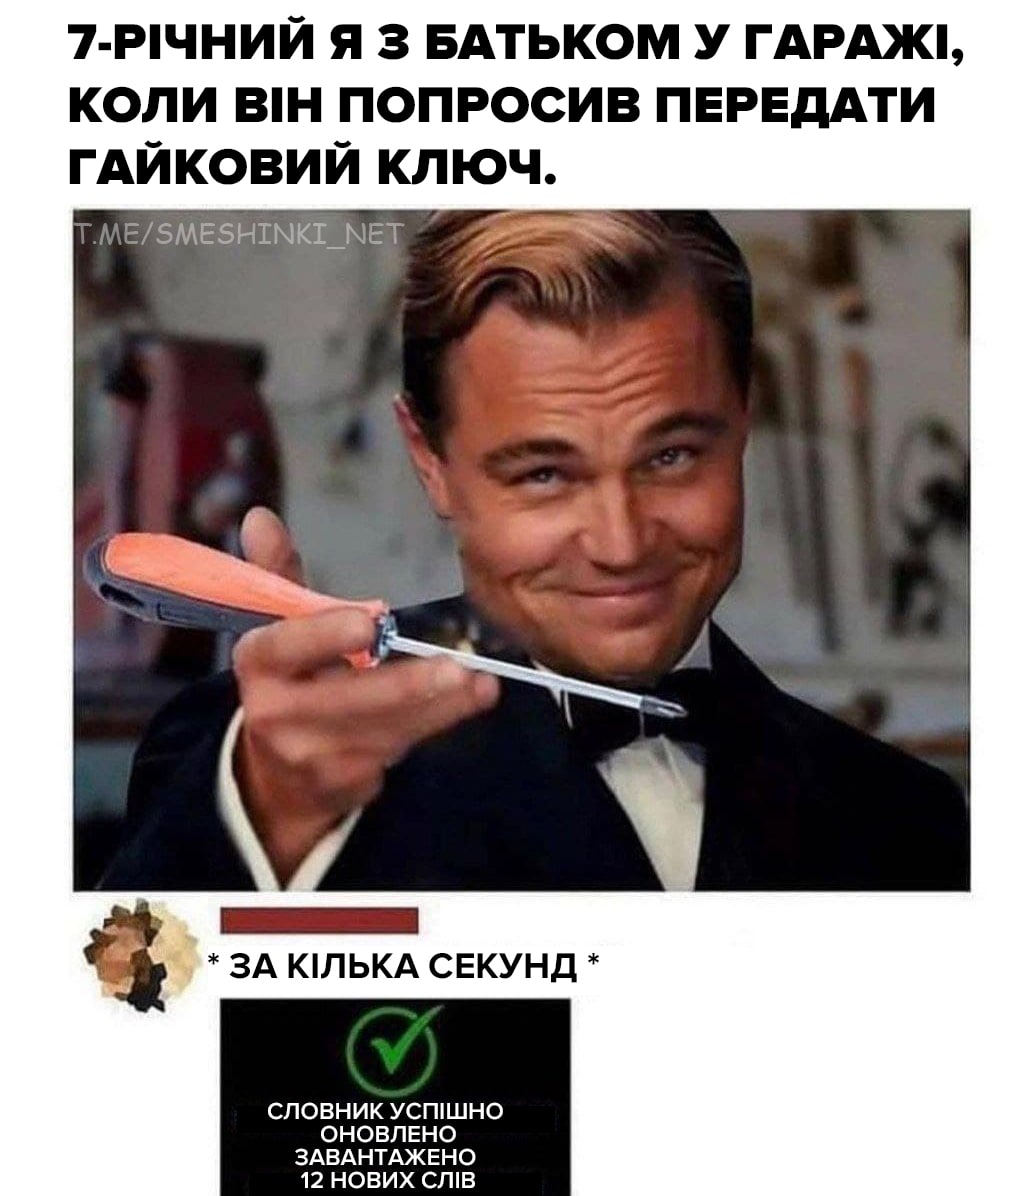 7-РІЧНИЙ Я З БАТЬКОМ У ГАРАЖІ,
КОЛИ ВІН ПОПРОСИВ ПЕРЕДАТИ
ГАЙКОВИЙ КЛЮЧ.
T.ME/SMESHINKI_NET
* ЗА КІЛЬКА СЕКУНД *
СЛОВНИК УСПІШНО
ОНОВЛЕНО
ЗАВАНТАЖЕНО
12 НОВИХ СЛІВ